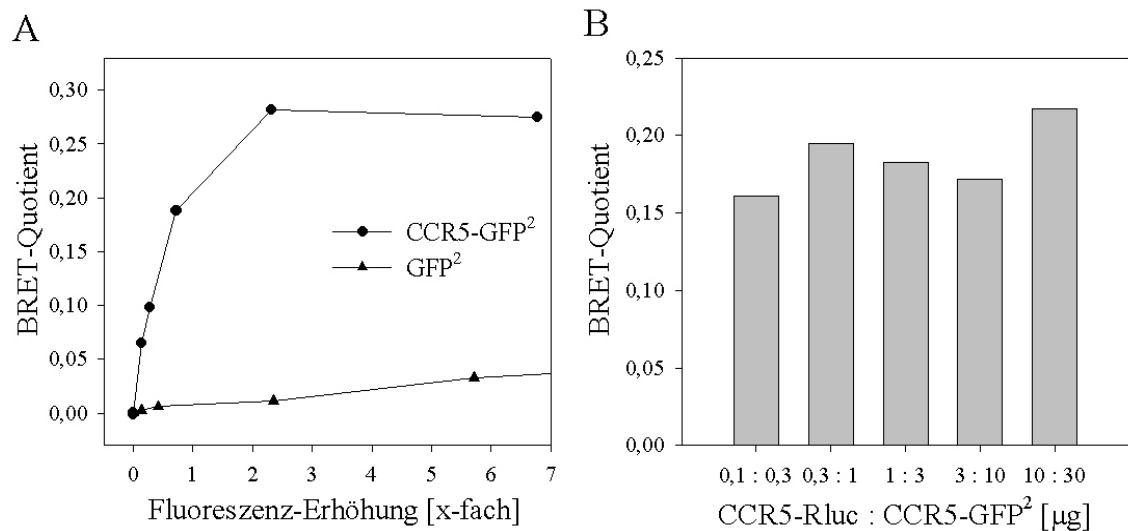 A
BRET-Quotient
0,30
0,25
0,20
0,15
0,10
0,05
0,00
CCR5-GFP²
GFP²
0 1 2 3 4 5 6 7
Fluoreszenz-Erhöhung [x-fach]
B
BRET-Quotient
0,25
0,20
0,15
0,10
0,05
0,00
0,1 : 0,3 0,3 : 1 1 : 3 3 : 10 10 : 30
CCR5-Rluc : CCR5-GFP² [µg]